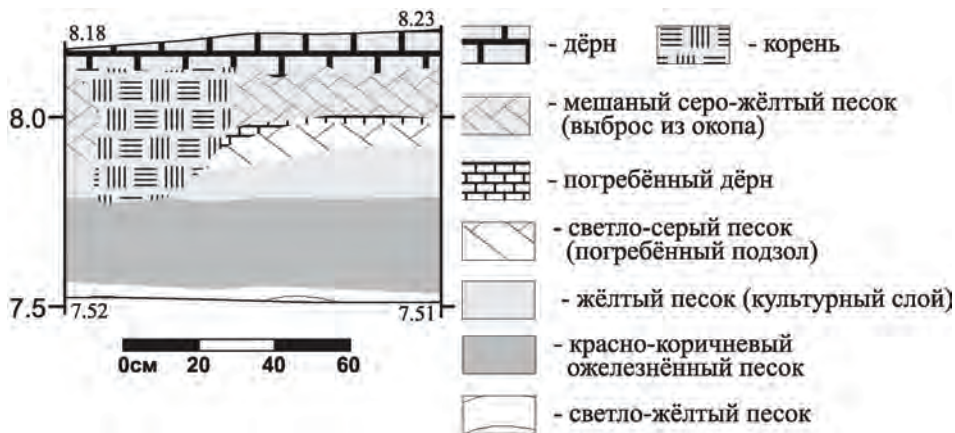 8.18
8.23
8.0
7.5
7.52
7.51
0см 20 40 60
- дёрн
- корень
- мешаный серо-жёлтый песок
(выброс из окопа)
- погребённый дёрн
- светло-серый песок
(погребённый подзол)
- жёлтый песок (культурный слой)
- красно-коричневый
ожелезнённый песок
- светло-жёлтый песок